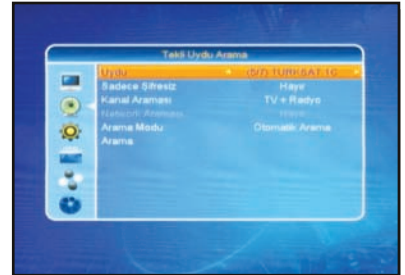 Tekli Uydu Arama
Uydu (5/7) TURKSAT 1C
Sadece Şifresiz Hayır
Kanal Araması TV + Radyo
Network Araması Hayır
Arama Modu Otomatik Arama
Arama